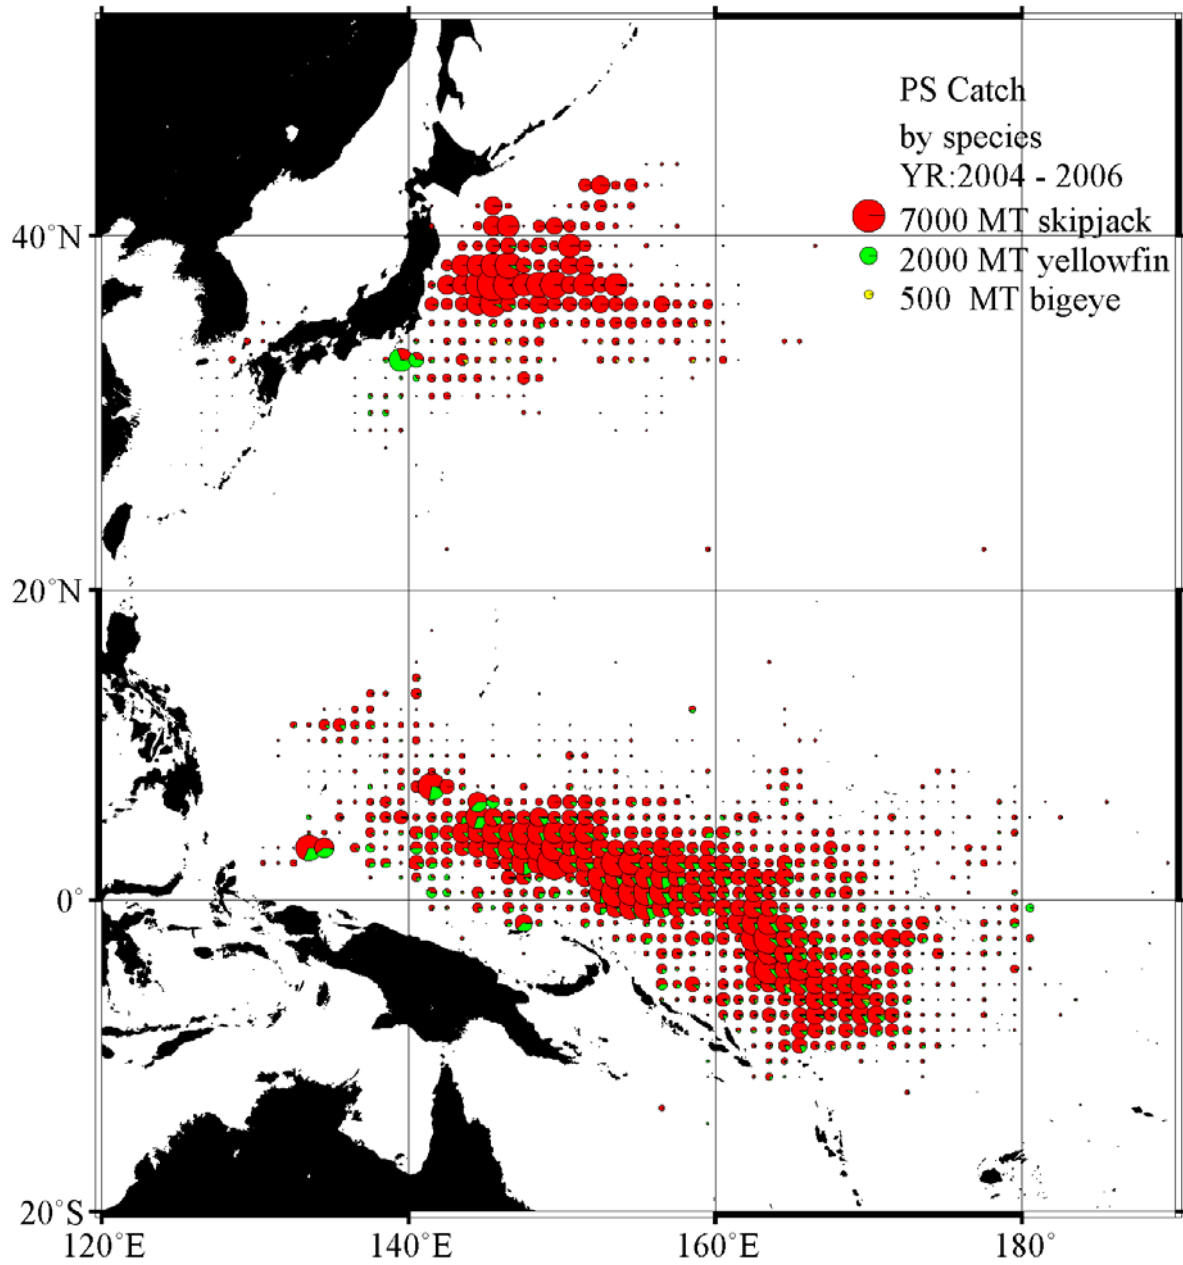 PS Catch
by species
YR:2004 - 2006
7000 MT skipjack
40°N
2000 MT yellowfin
500 MT bigeye
20°N
0°
20°S
120°E 140°E 160°E 180°